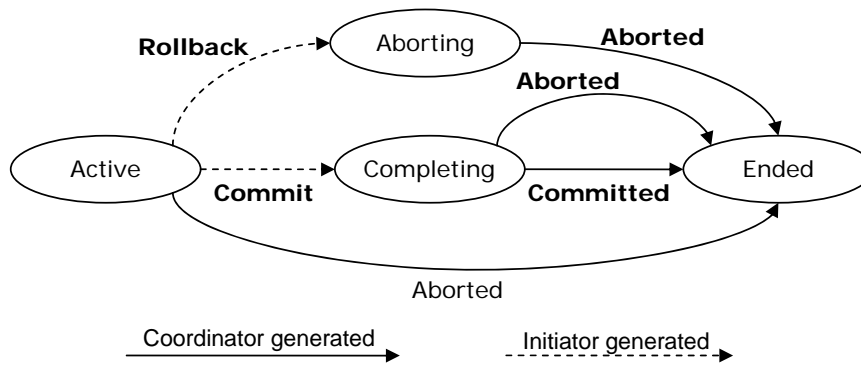 Rollback
Aborting
Aborted
Aborted
Active
Completing
Ended
Commit
Committed
Aborted
Coordinator generated
Initiator generated